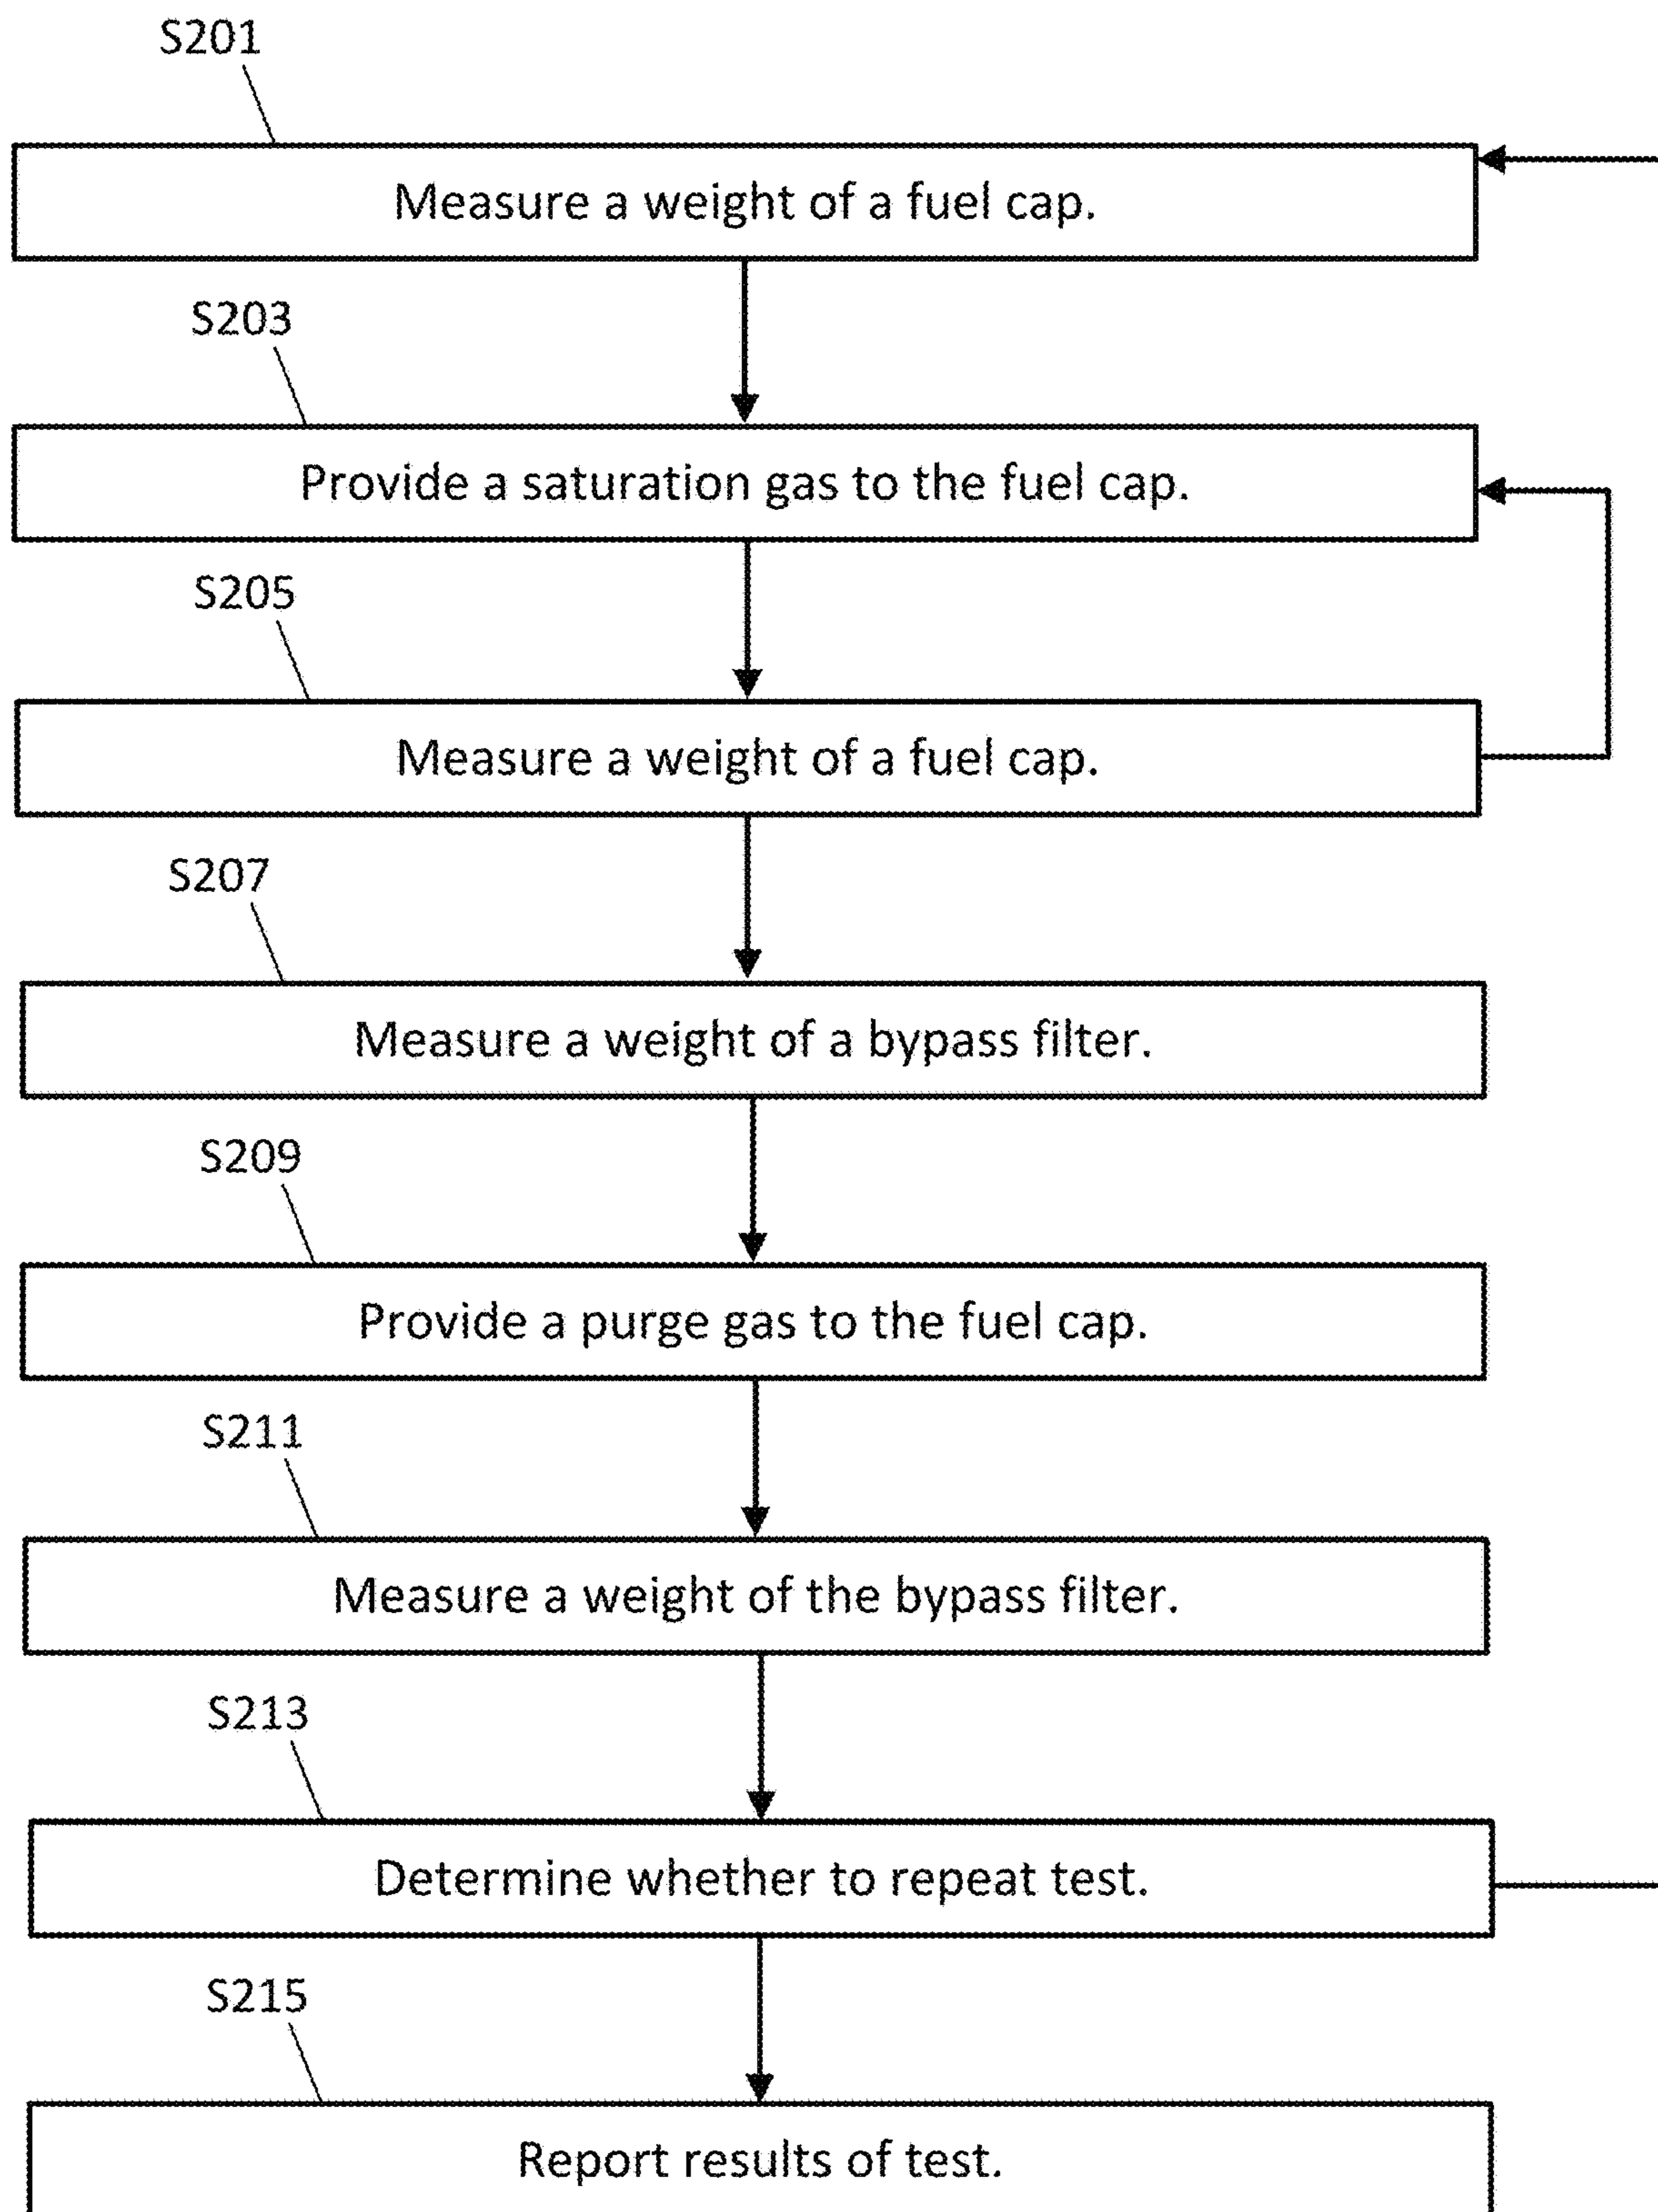 S201
Measure a weight of a fuel cap.
S203
Provide a saturation gas to the fuel cap.
S205
Measure a weight of a fuel cap.
S207
Measure a weight of a bypass filter.
S209
Provide a purge gas to the fuel cap.
S211
Measure a weight of the bypass filter.
S213
Determine whether to repeat test.
S215
Report results of test.